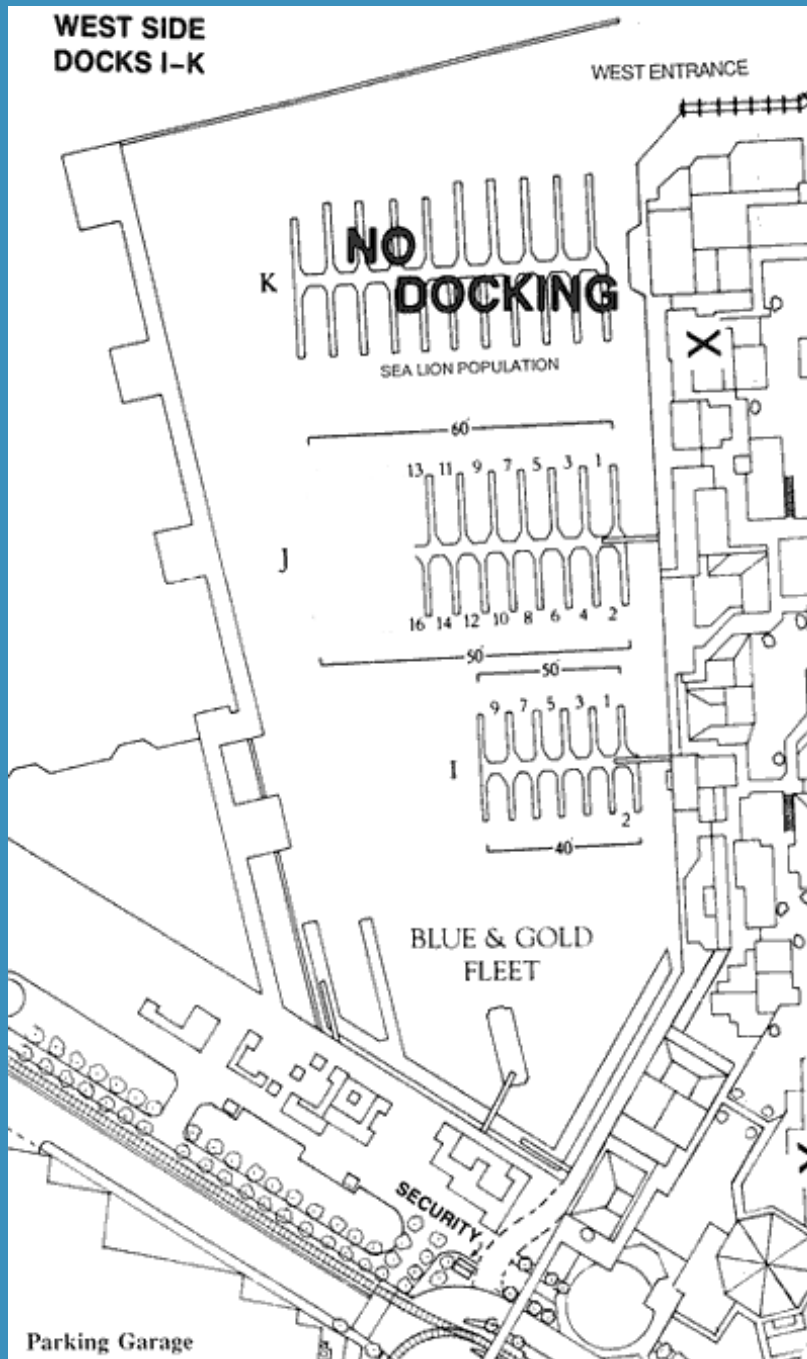 WEST SIDE
DOCKS I–K
WEST ENTRANCE
NO
DOCKING
K
SEA LION POPULATION
X
60'
13 11 9 7 5 3 1
J
16 14 12 10 8 6 4 2
50'
50'
9 7 5 3 1
I
2
40'
BLUE & GOLD
FLEET
SECURITY
X
Parking Garage